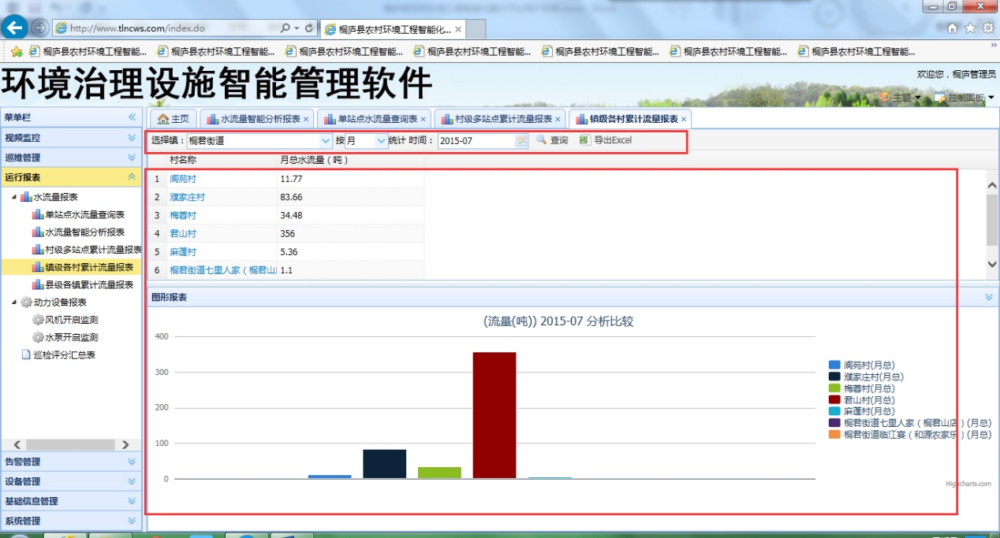 http://www.tlncws.com/index.do
桐庐县农村环境工程智能化...
桐庐县农村环境工程智能...
桐庐县农村环境工程智能...
桐庐县农村环境工程智能...
桐庐县农村环境工程智能...
桐庐县农村环境工程智能...
桐庐县农村环境工程智能...
桐庐县农村环境工程智能...
环境治理设施智能管理软件
欢迎您，桐庐管理员
主题
控制面板
菜单栏
视频监控
巡维管理
运行报表
水流量报表
单站点水流量查询表
水流量智能分析报表
村级多站点累计流量报表
镇级各村累计流量报表
县级各镇累计流量报表
动力设备报表
风机开启监测
水泵开启监测
巡检评分汇总表
告警管理
设备管理
基础信息管理
系统管理
主页
水流量智能分析报表
单站点水流量查询表
村级多站点累计流量报表
镇级各村累计流量报表
选择镇：桐君街道 按 月 统计 时间：2015-07 查询 导出Excel
村名称 月总水流量（吨）
1 阆苑村 11.77
2 濮家庄村 83.66
3 梅蓉村 34.48
4 君山村 356
5 麻蓬村 5.36
6 桐君街道七里人家（桐君山 1.1
图形报表
(流量(吨)) 2015-07 分析比较
400
300
200
100
0
阆苑村(月总)
濮家庄村(月总)
梅蓉村(月总)
君山村(月总)
麻蓬村(月总)
桐君街道七里人家（桐君山店）(月总)
桐君街道临江宴（和源农家乐）(月总)
Highcharts.com